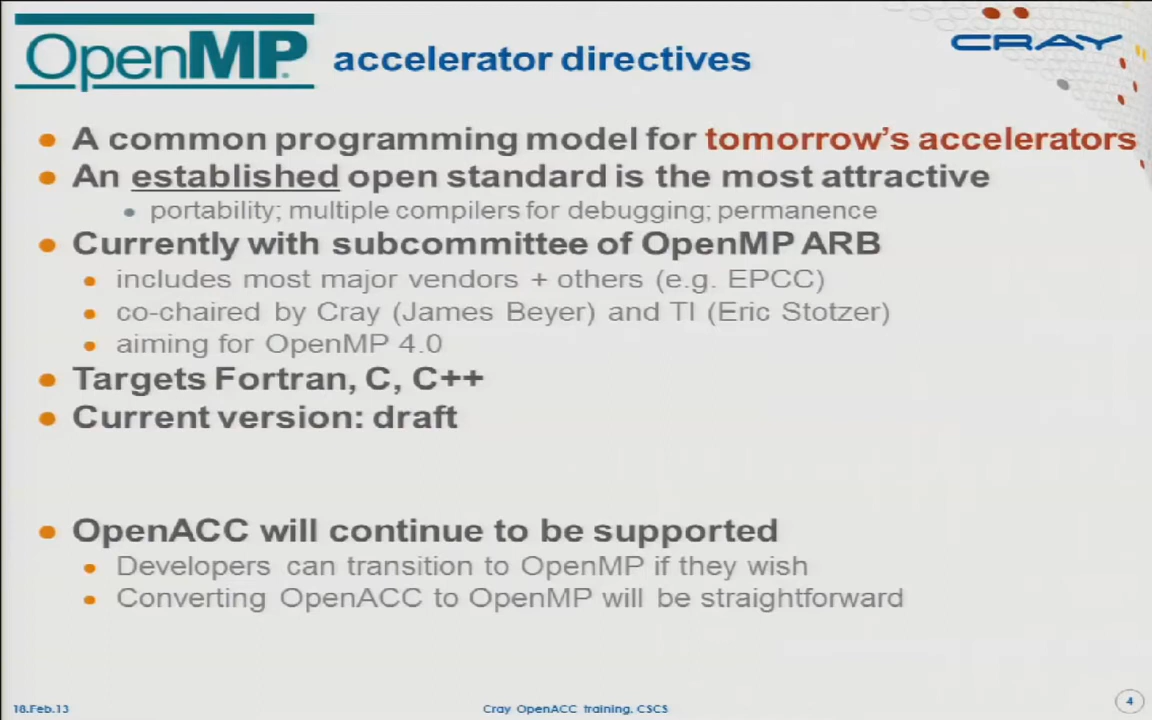 OpenMP accelerator directives
CRAY
A common programming model for tomorrow's accelerators
An established open standard is the most attractive
portability; multiple compilers for debugging; permanence
Currently with subcommittee of OpenMP ARB
includes most major vendors + others (e.g. EPCC)
co-chaired by Cray (James Beyer) and TI (Eric Stotzer)
aiming for OpenMP 4.0
Targets Fortran, C, C++
Current version: draft
OpenACC will continue to be supported
Developers can transition to OpenMP if they wish
Converting OpenACC to OpenMP will be straightforward
18.Feb.13
Cray OpenACC training, CSCS
4